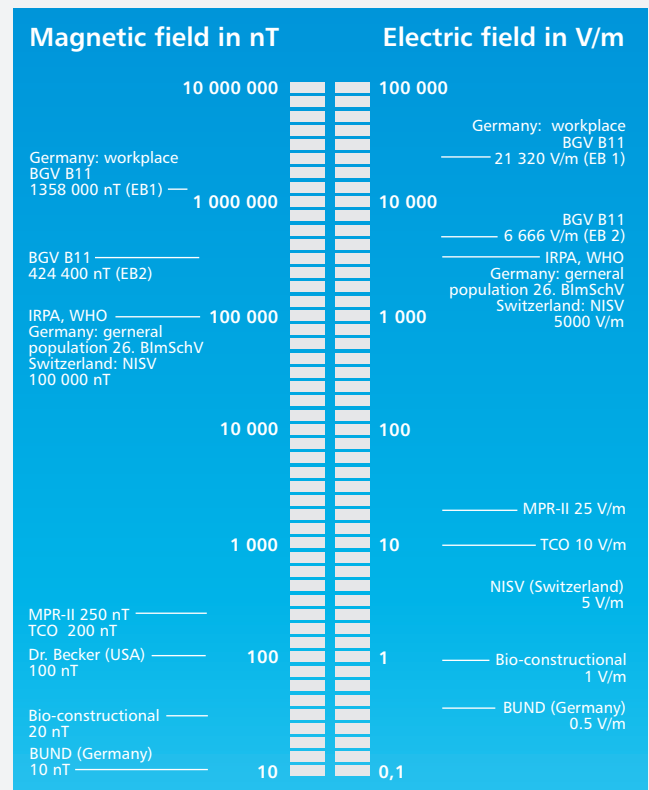 Magnetic field in nT
Electric field in V/m
10 000 000
100 000
Germany: workplace
BGV B11
21 320 V/m (EB 1)
Germany: workplace
BGV B11
1358 000 nT (EB1)
1 000 000
10 000
BGV B11
6 666 V/m (EB 2)
BGV B11
424 400 nT (EB2)
IRPA, WHO
Germany: gerneral
population 26. BImSchV
Switzerland: NISV
5000 V/m
IRPA, WHO
Germany: gerneral
population 26. BImSchV
Switzerland: NISV
100 000 nT
100 000
1 000
10 000
100
MPR-II 25 V/m
1 000
10
TCO 10 V/m
NISV (Switzerland)
5 V/m
MPR-II 250 nT
TCO 200 nT
Dr. Becker (USA)
100 nT
100
1
Bio-constructional
1 V/m
Bio-constructional
20 nT
BUND (Germany)
0.5 V/m
BUND (Germany)
10 nT
10
0,1